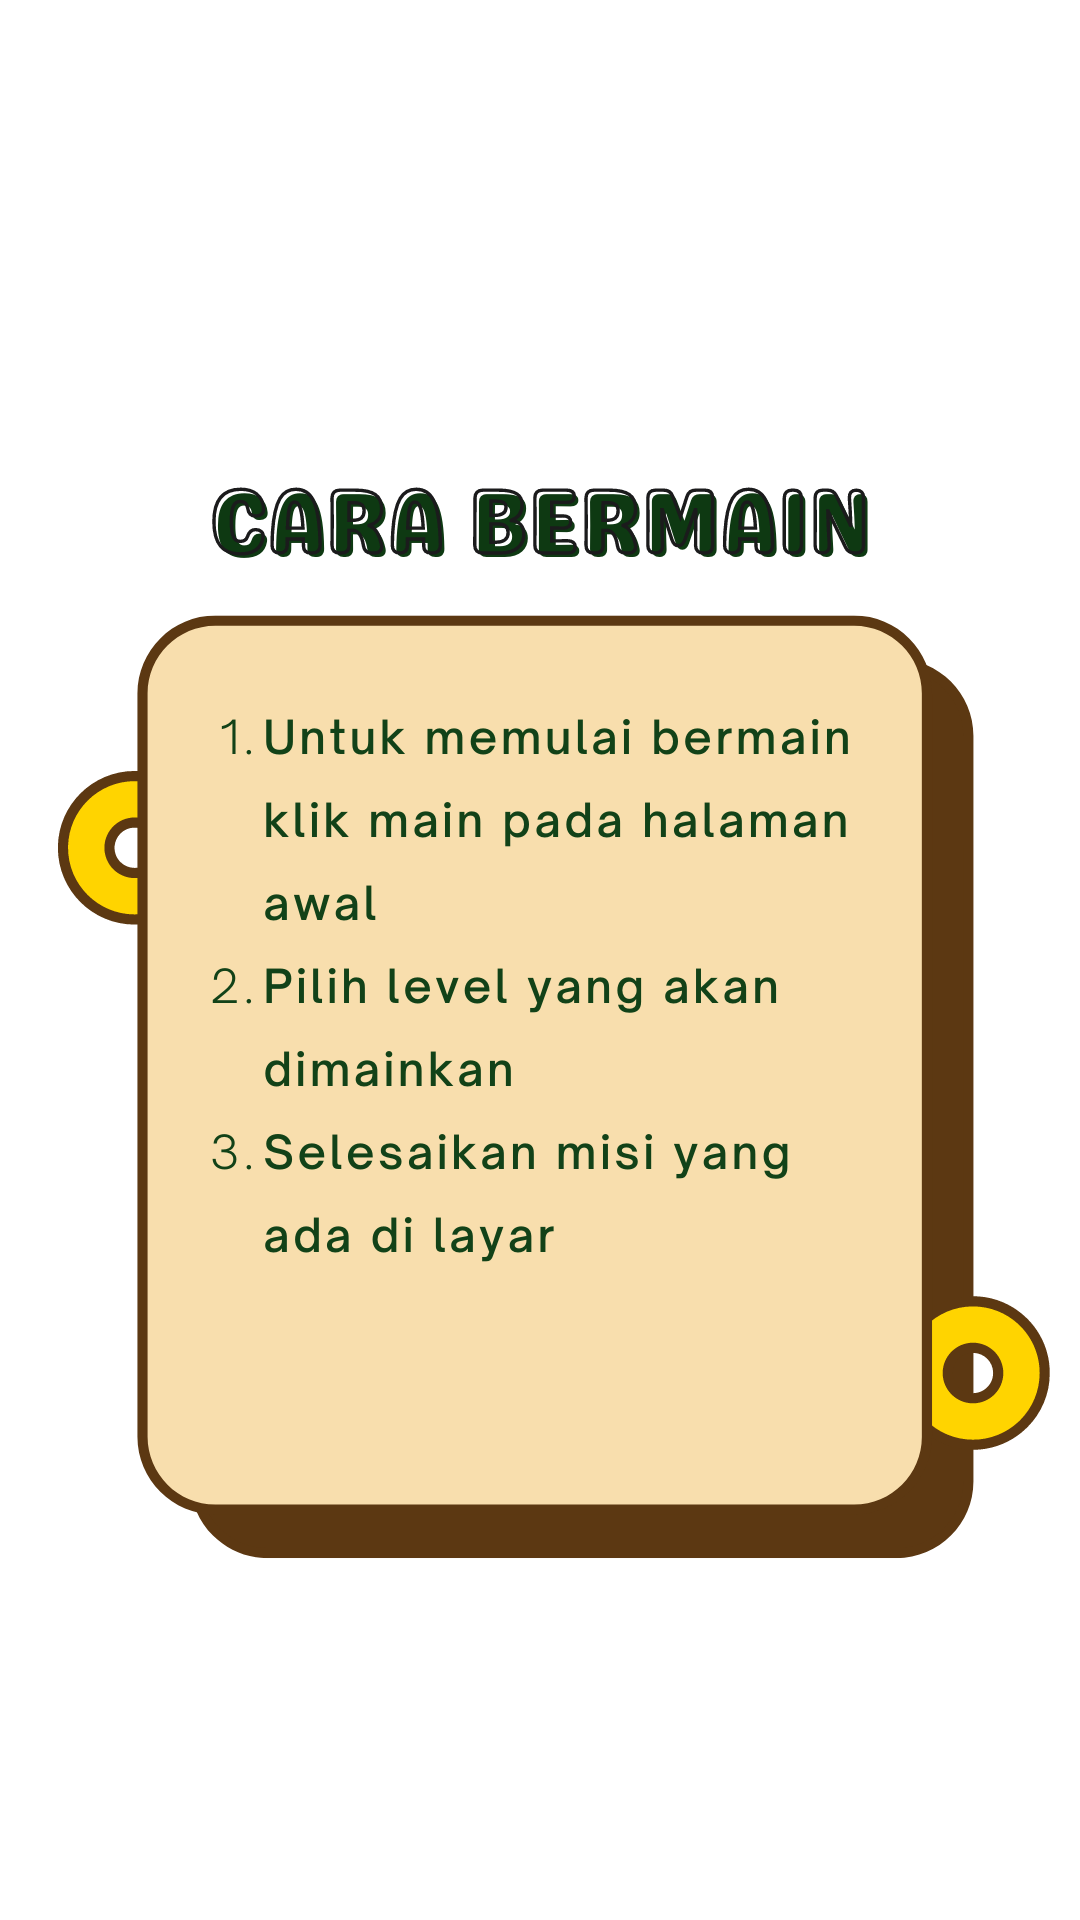 CARA BERMAIN
1. Untuk memulai bermain
klik main pada halaman
awal
2. Pilih level yang akan
dimainkan
3. Selesaikan misi yang
ada di layar